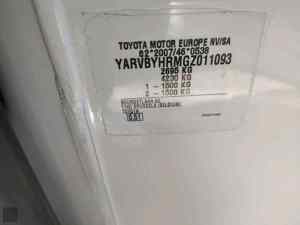 TOYOTA MOTOR EUROPE NV/SA
e2*2007/46*0538
YARVBYHRMGZ011093
2695 KG
4230 KG
1 - 1500 KG
2 - 1500 KG